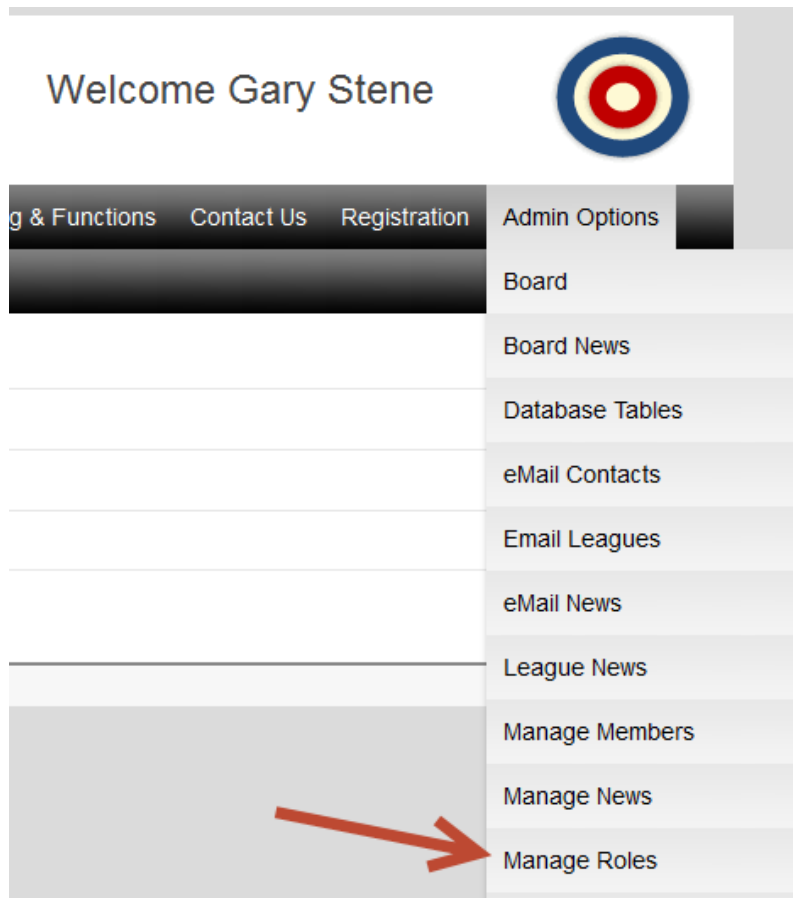 Welcome Gary Stene
g & Functions Contact Us Registration Admin Options
Board
Board News
Database Tables
eMail Contacts
Email Leagues
eMail News
League News
Manage Members
Manage News
Manage Roles